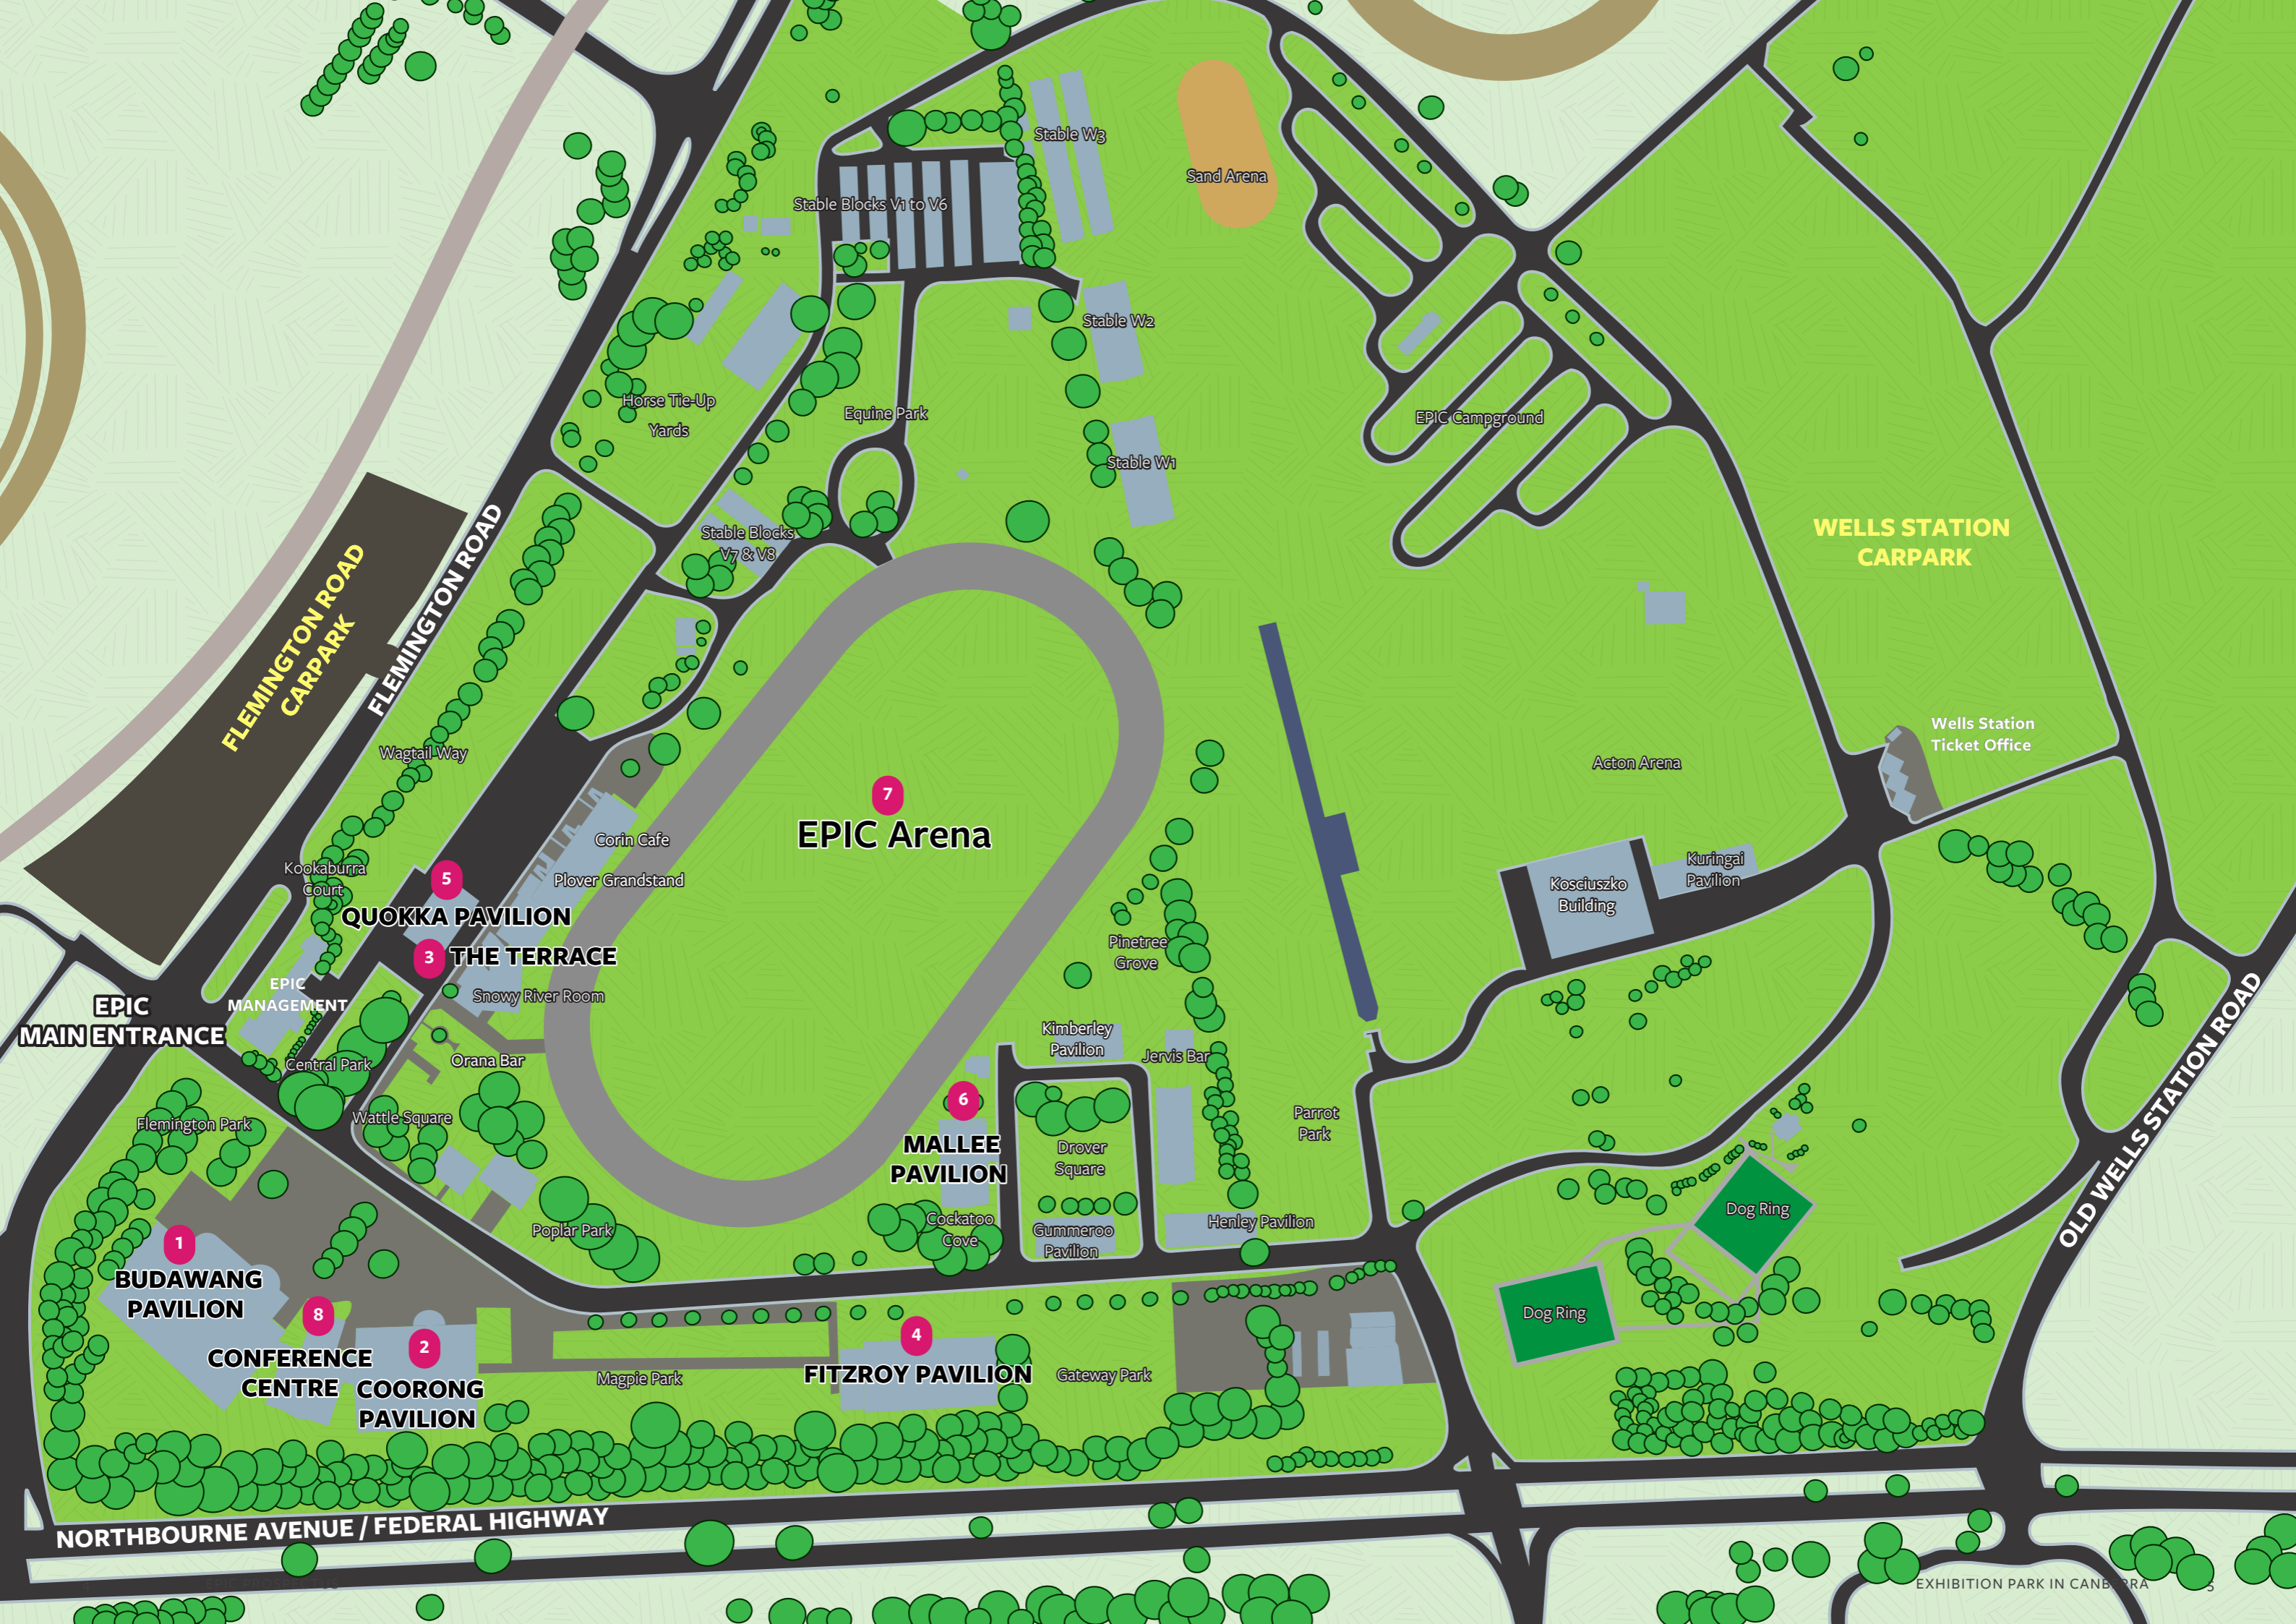 Stable W3
Sand Arena
Stable Blocks V1 to V6
Stable W2
Horse Tie-Up
Yards
Equine Park
EPIC Campground
Stable W1
Stable Blocks
V7 & V8
WELLS STATION
CARPARK
FLEMINGTON ROAD
CARPARK
FLEMINGTON ROAD
Wagtail Way
Wells Station
Ticket Office
Acton Arena
7
EPIC Arena
Corin Cafe
Plover Grandstand
Kookaburra
Court
5
QUOKKA PAVILION
3
THE TERRACE
Snowy River Room
Kuringai
Pavilion
Kosciuszko
Building
Pinetree
Grove
EPIC
MANAGEMENT
EPIC
MAIN ENTRANCE
Central Park
Orana Bar
Kimberley
Pavilion
Jervis Bar
Wattle Square
Flemington Park
6
MALLEE
PAVILION
Drover
Square
Parrot
Park
Poplar Park
Cockatoo
Cove
Gummeroo
Pavilion
Henley Pavilion
Dog Ring
Dog Ring
OLD WELLS STATION ROAD
1
BUDAWANG
PAVILION
8
CONFERENCE
CENTRE
2
COORONG
PAVILION
Magpie Park
4
FITZROY PAVILION
Gateway Park
NORTHBOURNE AVENUE / FEDERAL HIGHWAY
EXHIBITION PARK IN CANBERRA 5